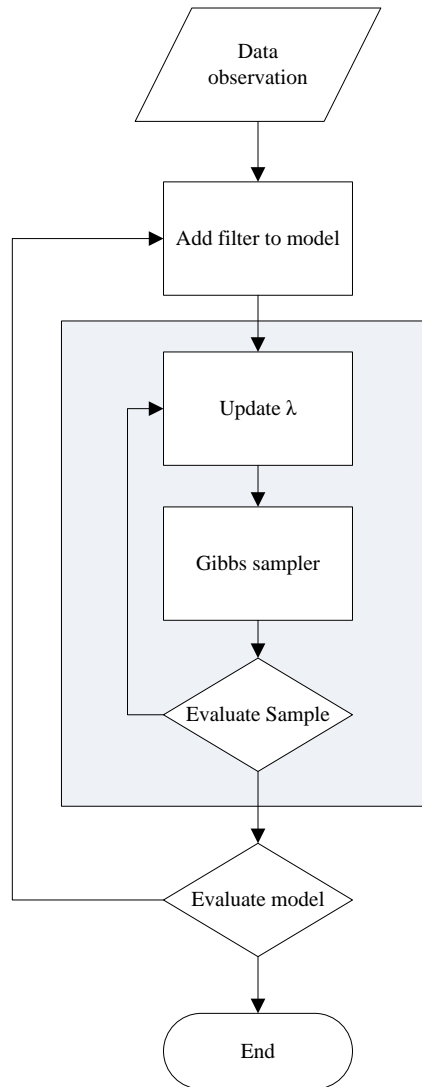 Data
observation
Add filter to model
Update λ
Gibbs sampler
Evaluate Sample
Evaluate model
End